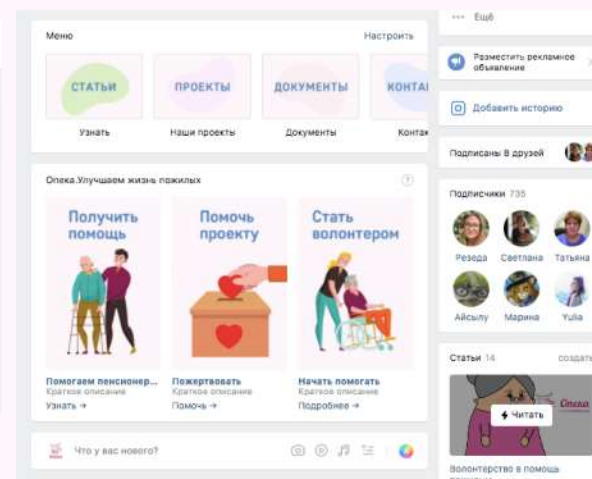 Меню
Настроить
СТАТЬИ
ПРОЕКТЫ
ДОКУМЕНТЫ
КОНТА
Узнать
Наши проекты
Документы
Контак
Опека.Улучшаем жизнь пожилых
?
Получить
помощь
Помочь
проекту
Стать
волонтером
Помогаем пенсионер...
Краткое описание
Узнать →
Пожертвовать
Краткое описание
Помочь →
Начать помогать
Краткое описание
Подробнее →
Что у вас нового?
Ещё
Разместить рекламное
объявление
Добавить историю
Подписаны 8 друзей
Подписчики 735
Резеда
Светлана
Татьяна
Айсылу
Марина
Yulia
Статьи 14
создать
Опека
Читать
Волонтерство в помощь